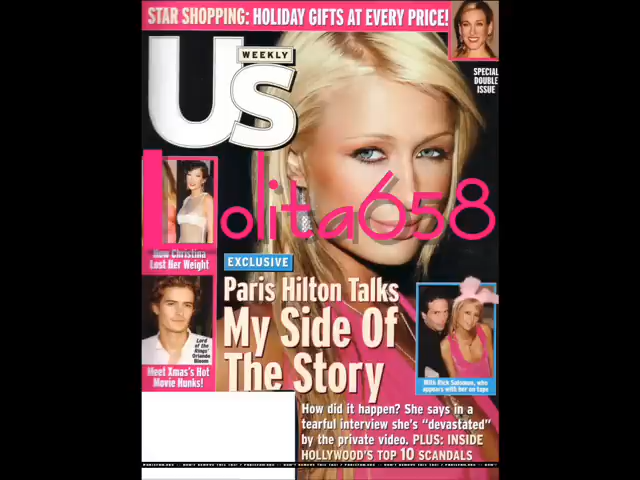 STAR SHOPPING: HOLIDAY GIFTS AT EVERY PRICE!
US
WEEKLY
SPECIAL
DOUBLE
ISSUE
lolita658
How Christina
Lost Her Weight
EXCLUSIVE
Paris Hilton Talks
My Side Of
The Story
Lord
of the
Rings'
Orlando
Bloom
Meet Xmas's Hot
Movie Hunks!
With Rick Salomon, who
appears with her on tape
How did it happen? She says in a
tearful interview she's "devastated"
by the private video. PLUS: INSIDE
HOLLYWOOD'S TOP 10 SCANDALS